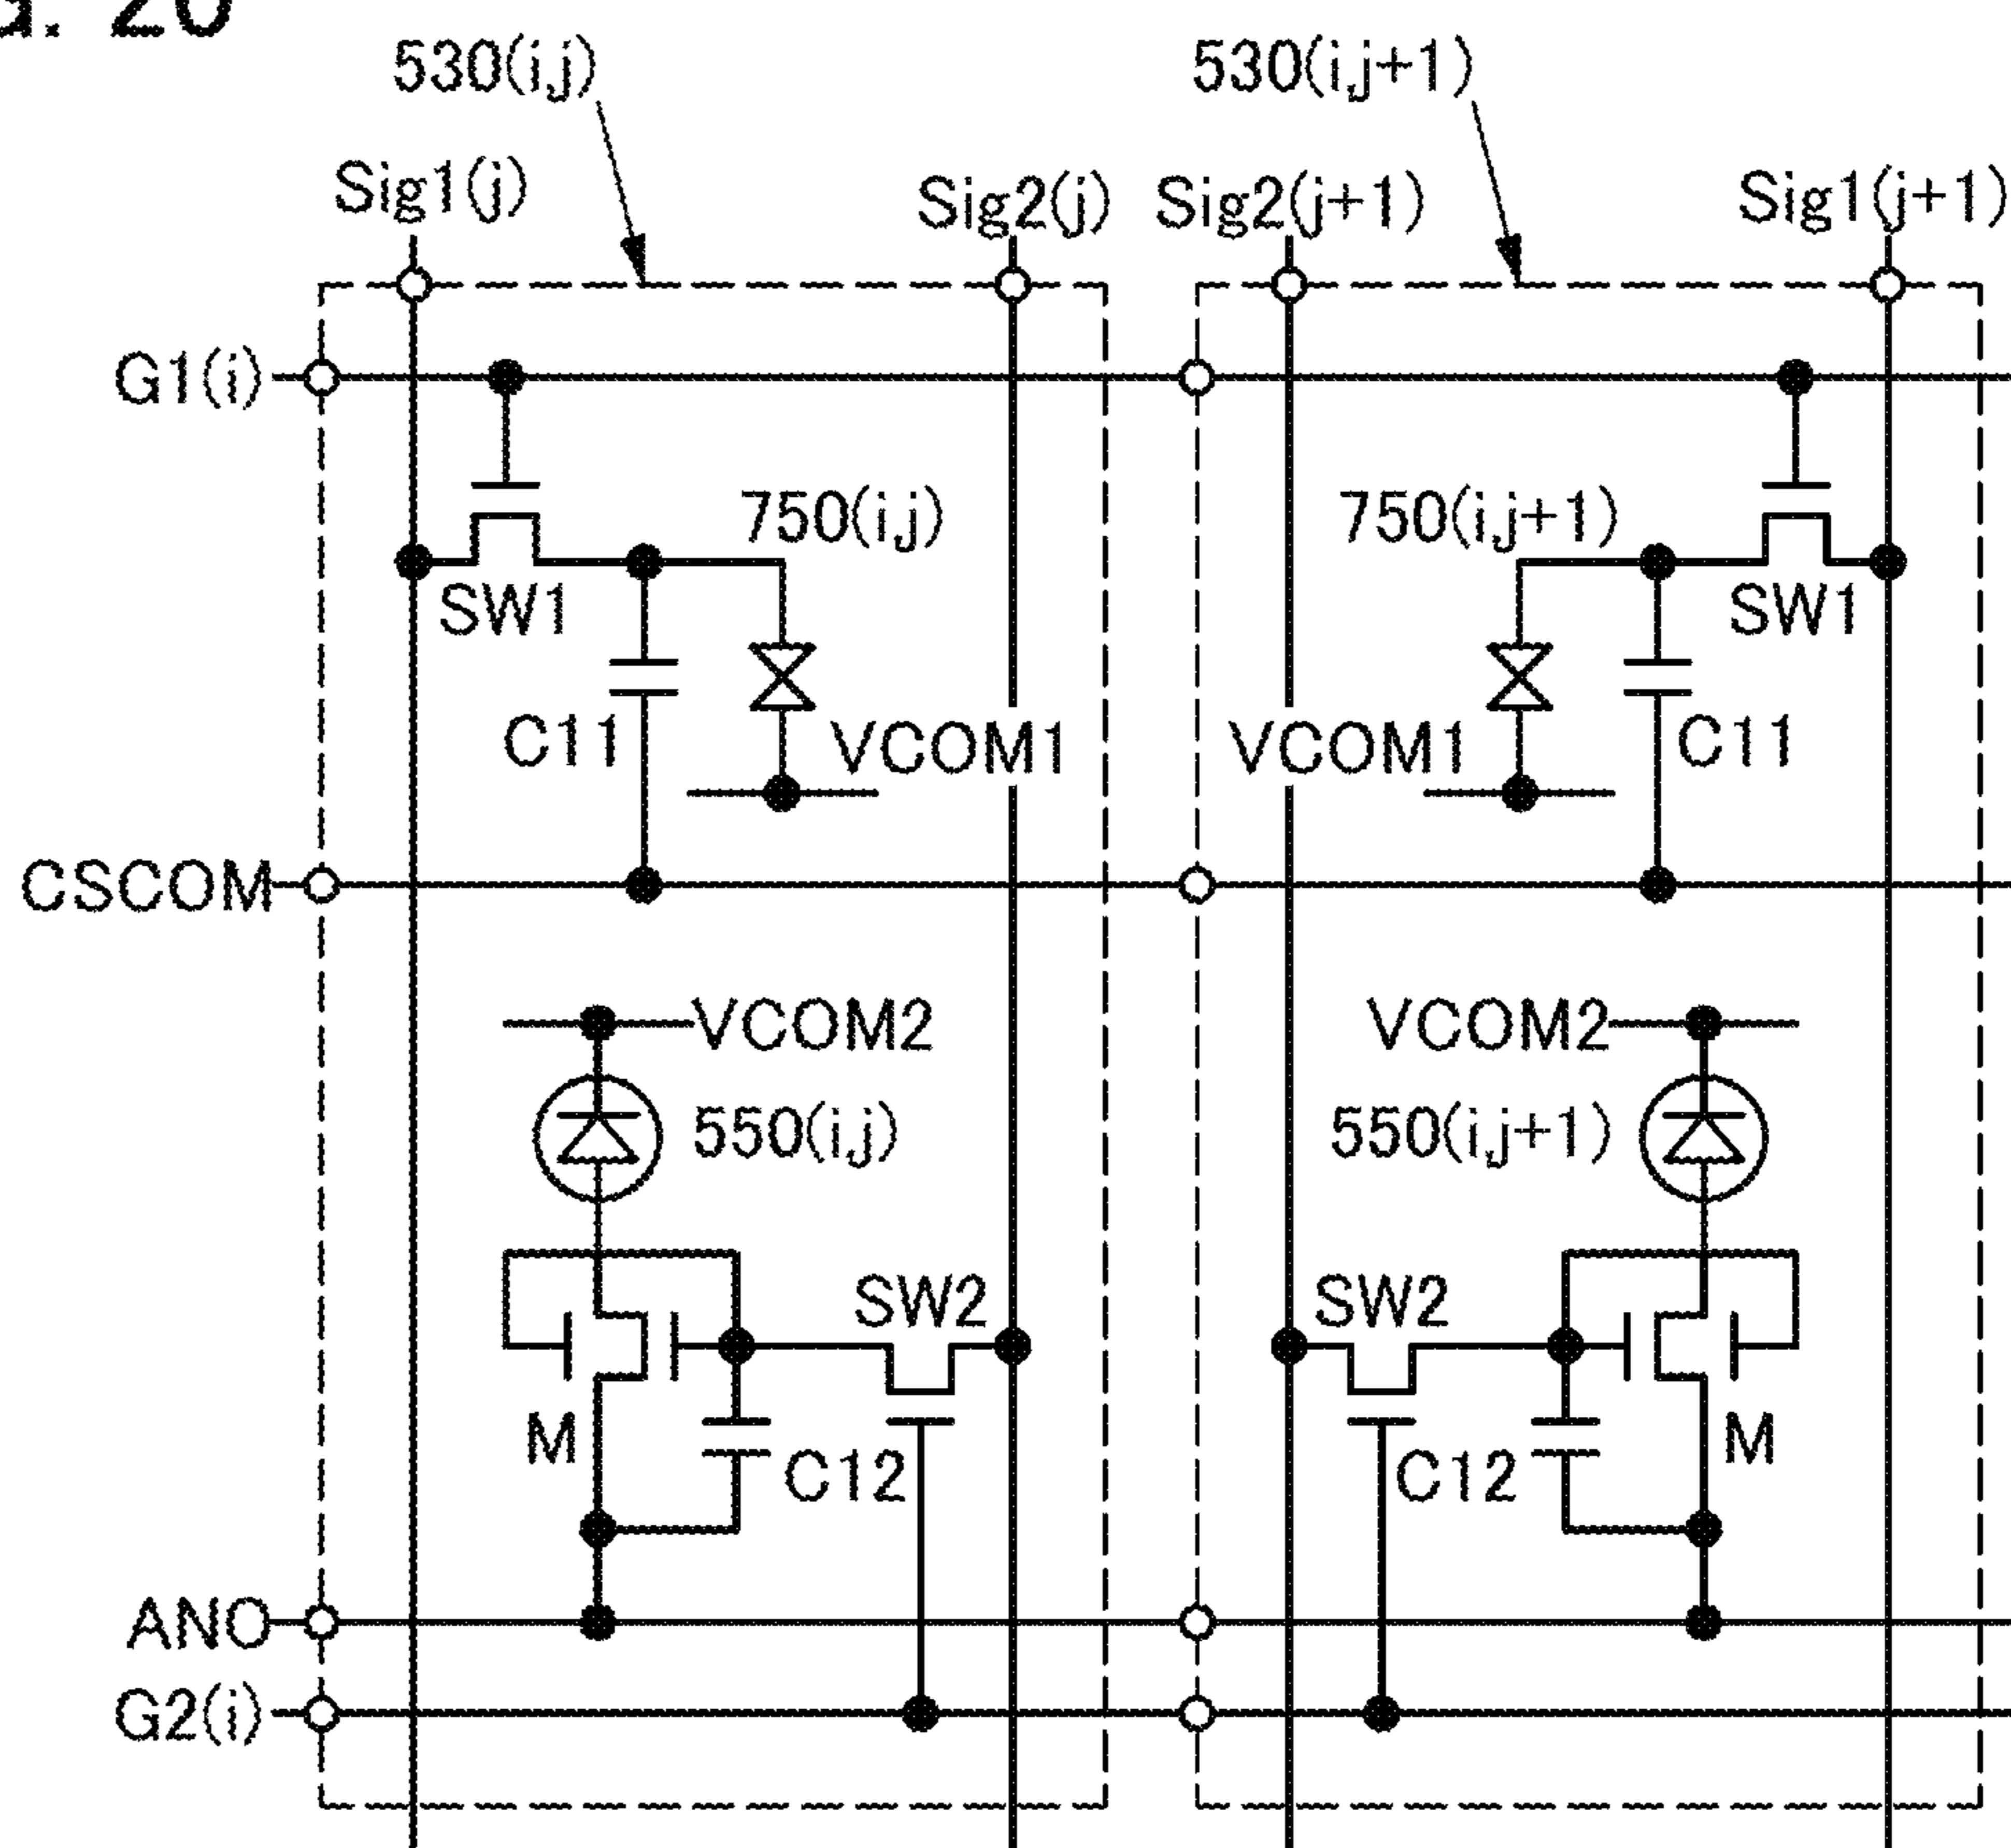 530(i,j) 530(i,j+1)
Sig1(j) Sig2(j) Sig2(j+1) Sig1(j+1)
G1(i)
750(i,j) 750(i,j+1)
SW1 SW1
C11 VCOM1 VCOM1 C11
CSCOM
VCOM2 VCOM2
550(i,j) 550(i,j+1)
SW2 SW2
M C12 C12 M
ANO
G2(i)